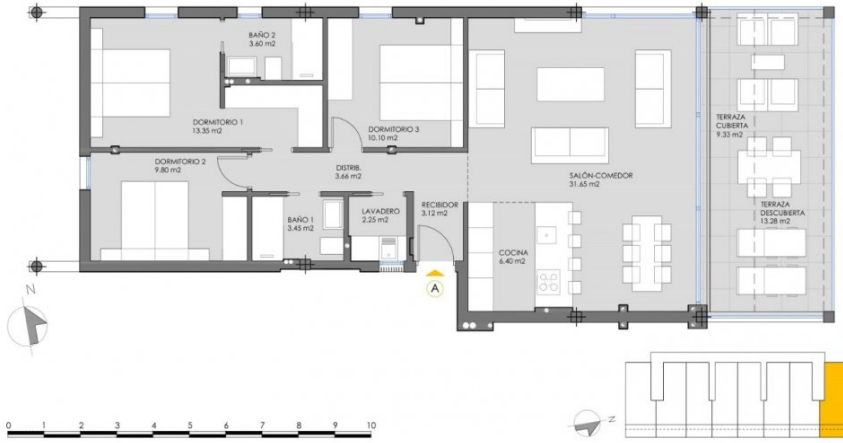 BAÑO 2
3.60 m2
DORMITORIO 1
13.35 m2
DORMITORIO 3
10.10 m2
TERRAZA
CUBIERTA
9.33 m2
DORMITORIO 2
9.80 m2
DISTRIB.
3.66 m2
SALÓN-COMEDOR
31.65 m2
BAÑO 1
3.45 m2
LAVADERO
2.25 m2
RECIBIDOR
3.12 m2
TERRAZA
DESCUBIERTA
13.28 m2
COCINA
6.40 m2
A
N
N
0 1 2 3 4 5 6 7 8 9 10